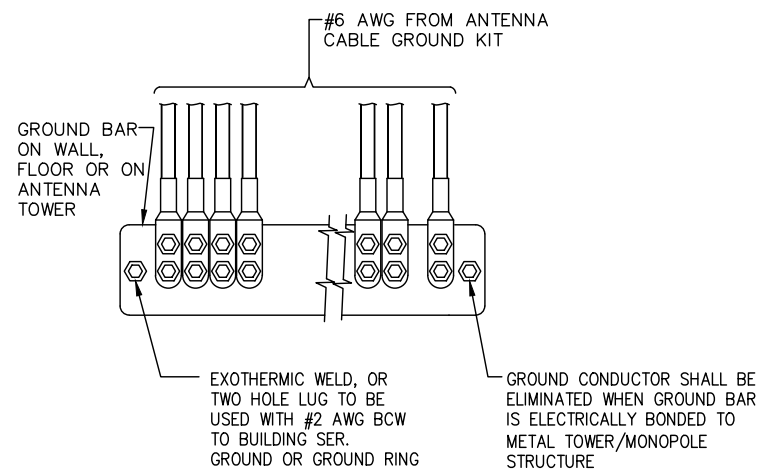 #6 AWG FROM ANTENNA
CABLE GROUND KIT
GROUND BAR
ON WALL,
FLOOR OR ON
ANTENNA
TOWER
EXOTHERMIC WELD, OR
TWO HOLE LUG TO BE
USED WITH #2 AWG BCW
TO BUILDING SER.
GROUND OR GROUND RING
GROUND CONDUCTOR SHALL BE
ELIMINATED WHEN GROUND BAR
IS ELECTRICALLY BONDED TO
METAL TOWER/MONOPOLE
STRUCTURE